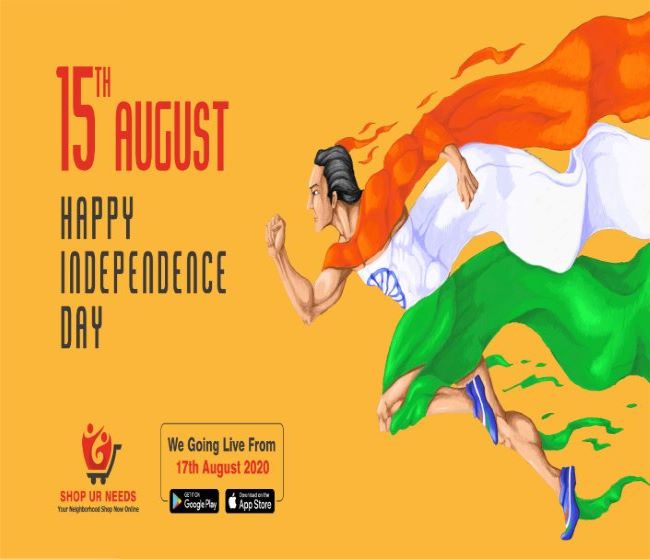 15TH AUGUST
HAPPY
INDEPENDENCE
DAY
SHOP UR NEEDS
Your Neighborhood Shop Now Online
We Going Live From
17th August 2020
GET IT ON
Google Play
Download on the
App Store